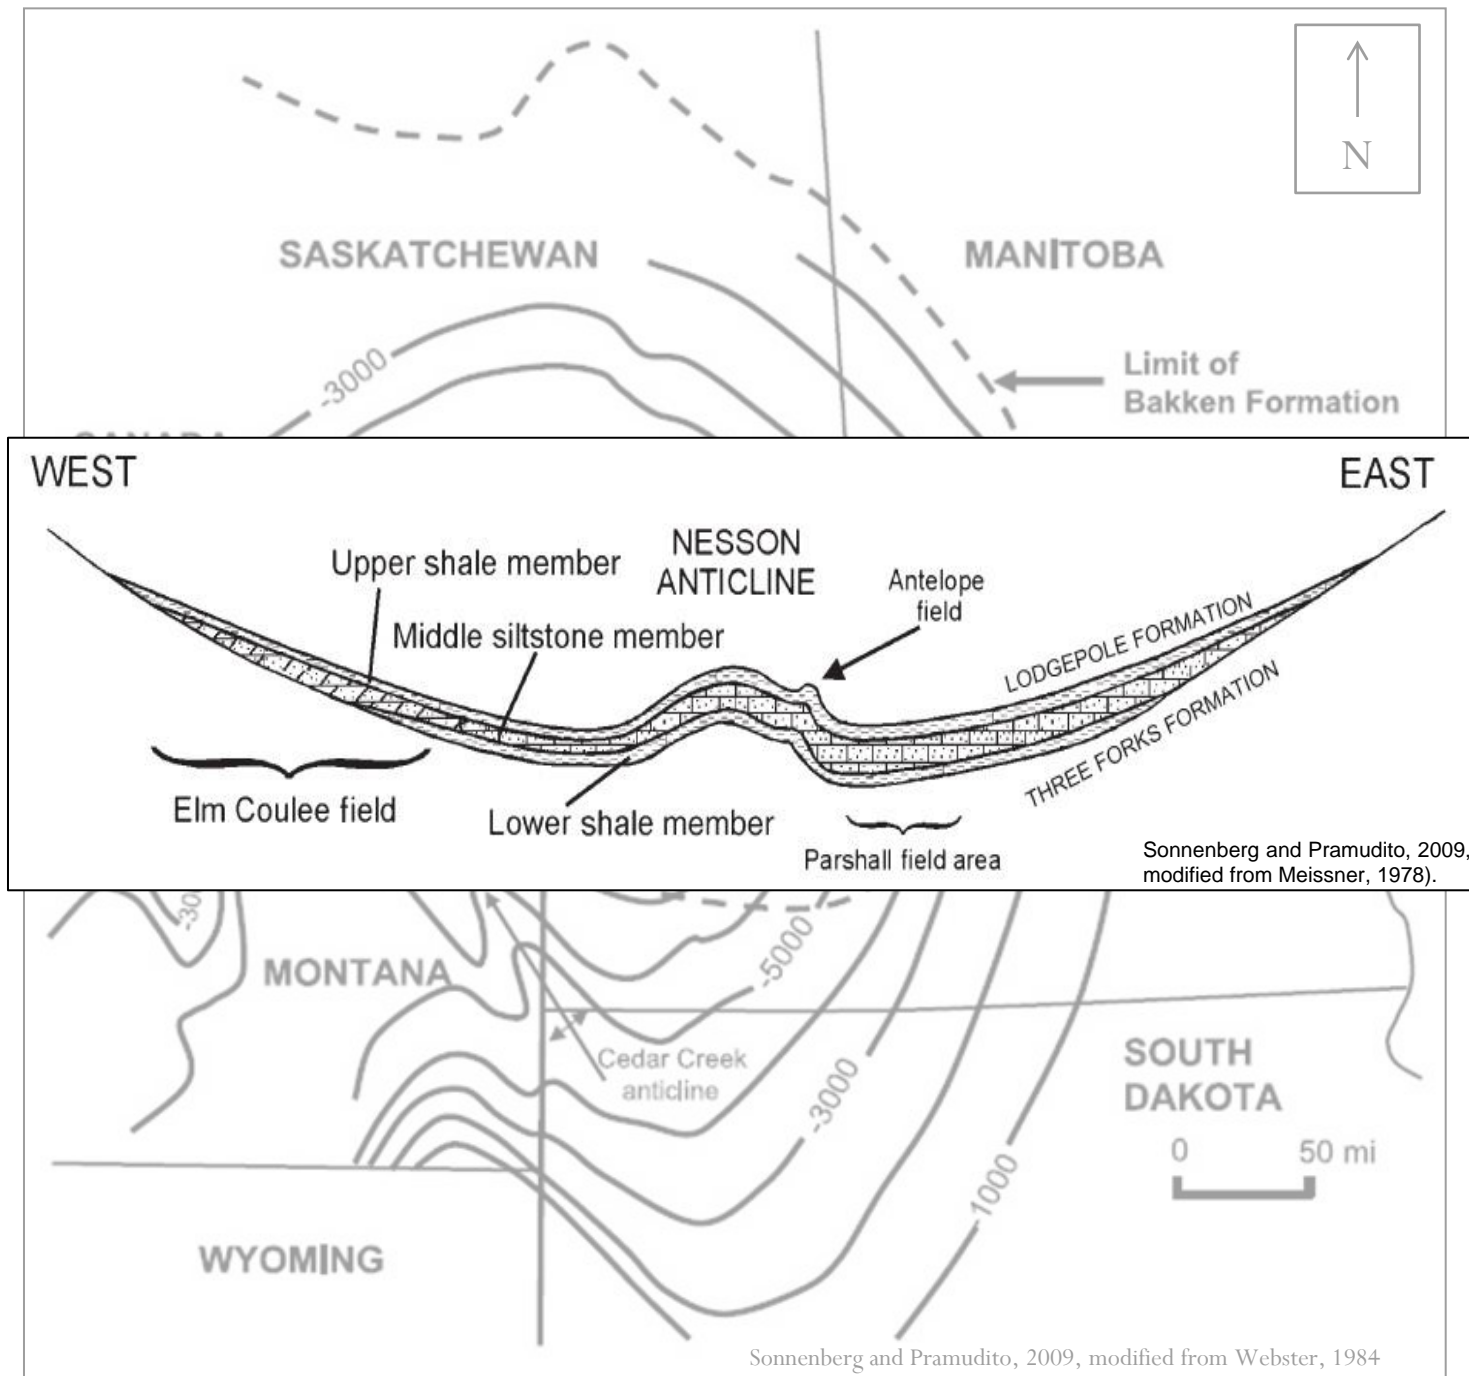 N
SASKATCHEWAN
MANITOBA
Limit of
Bakken Formation
-3000
WEST
EAST
NESSON
ANTICLINE
Upper shale member
Antelope
field
Middle siltstone member
LODGEPOLE FORMATION
THREE FORKS FORMATION
Elm Coulee field
Lower shale member
Parshall field area
Sonnenberg and Pramudito, 2009,
modified from Meissner, 1978).
-5000
MONTANA
Cedar Creek
anticline
SOUTH
DAKOTA
-3000
0 50 mi
-1000
WYOMING
Sonnenberg and Pramudito, 2009, modified from Webster, 1984